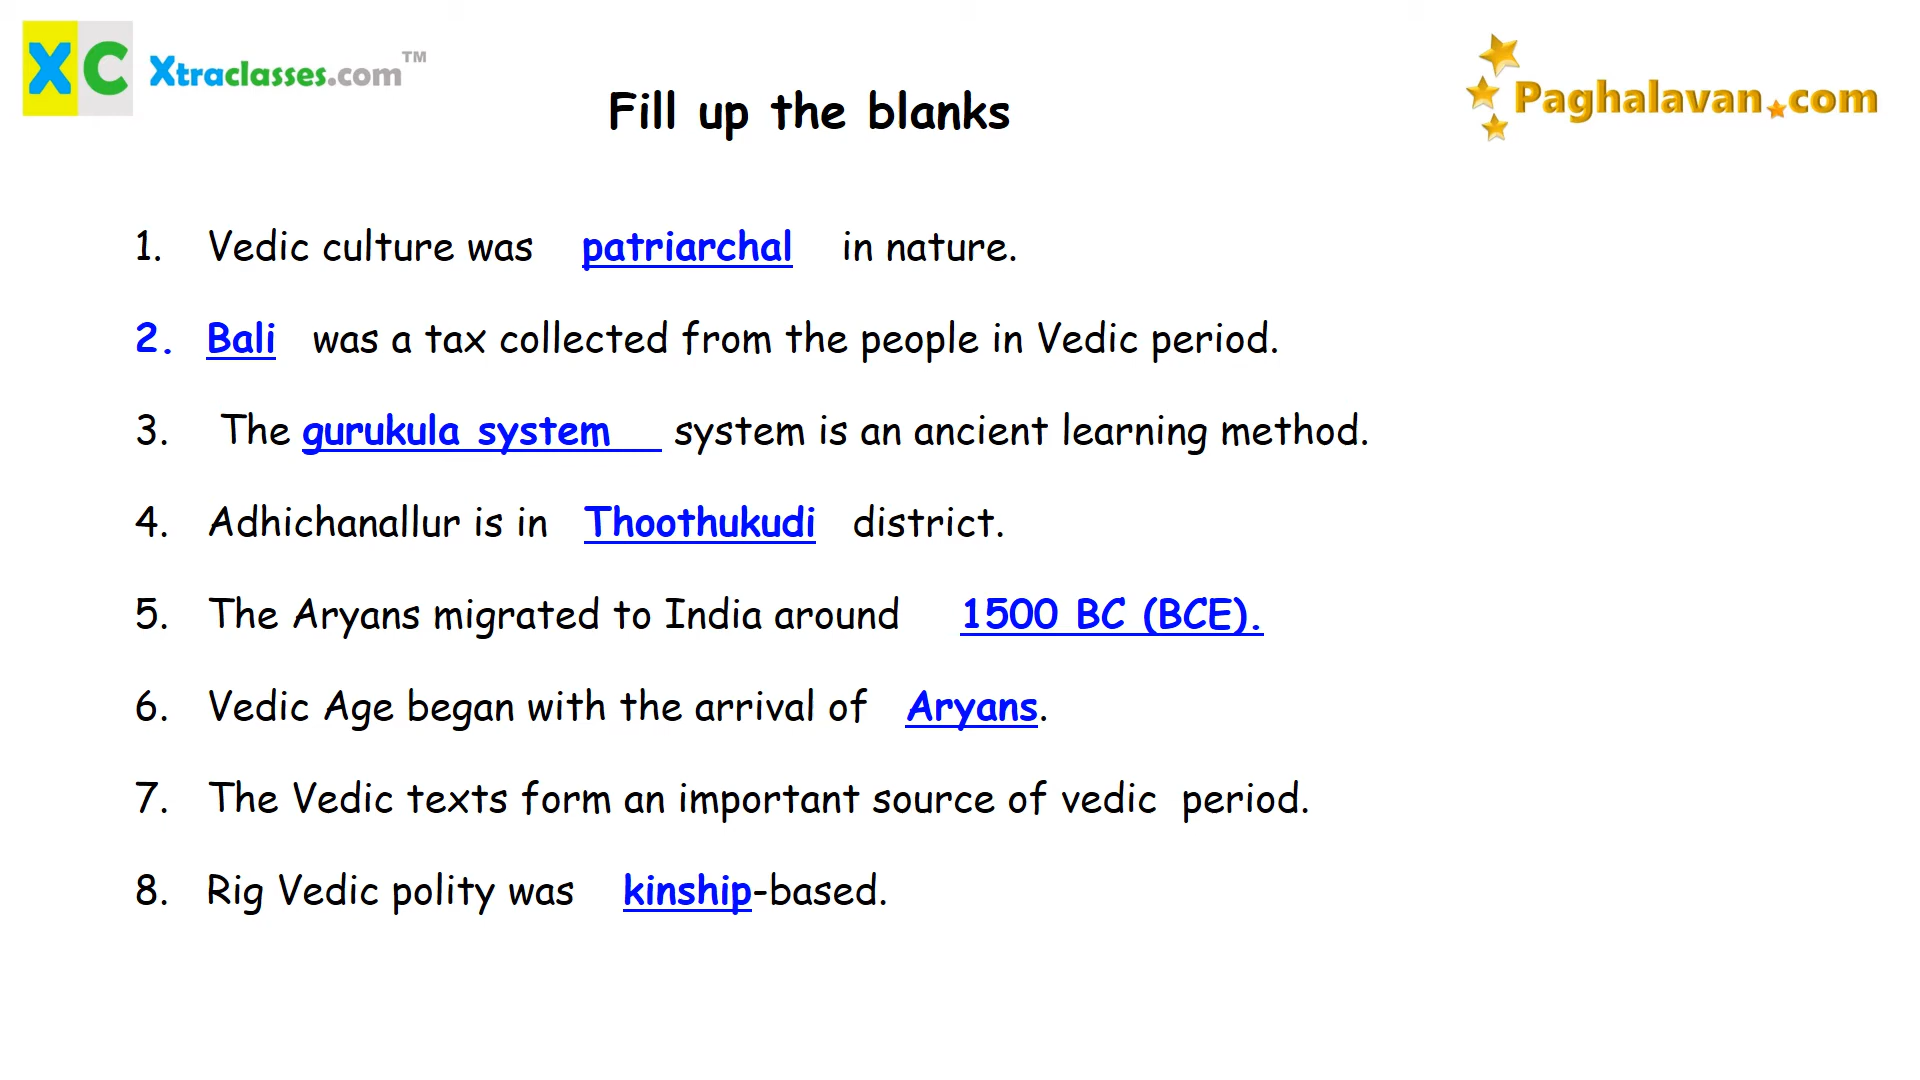 XC Xtraclasses.com™
Paghalavan.com
Fill up the blanks
1. Vedic culture was patriarchal in nature.
2. Bali was a tax collected from the people in Vedic period.
3. The gurukula system system is an ancient learning method.
4. Adhichanallur is in Thoothukudi district.
5. The Aryans migrated to India around 1500 BC (BCE).
6. Vedic Age began with the arrival of Aryans.
7. The Vedic texts form an important source of vedic period.
8. Rig Vedic polity was kinship-based.